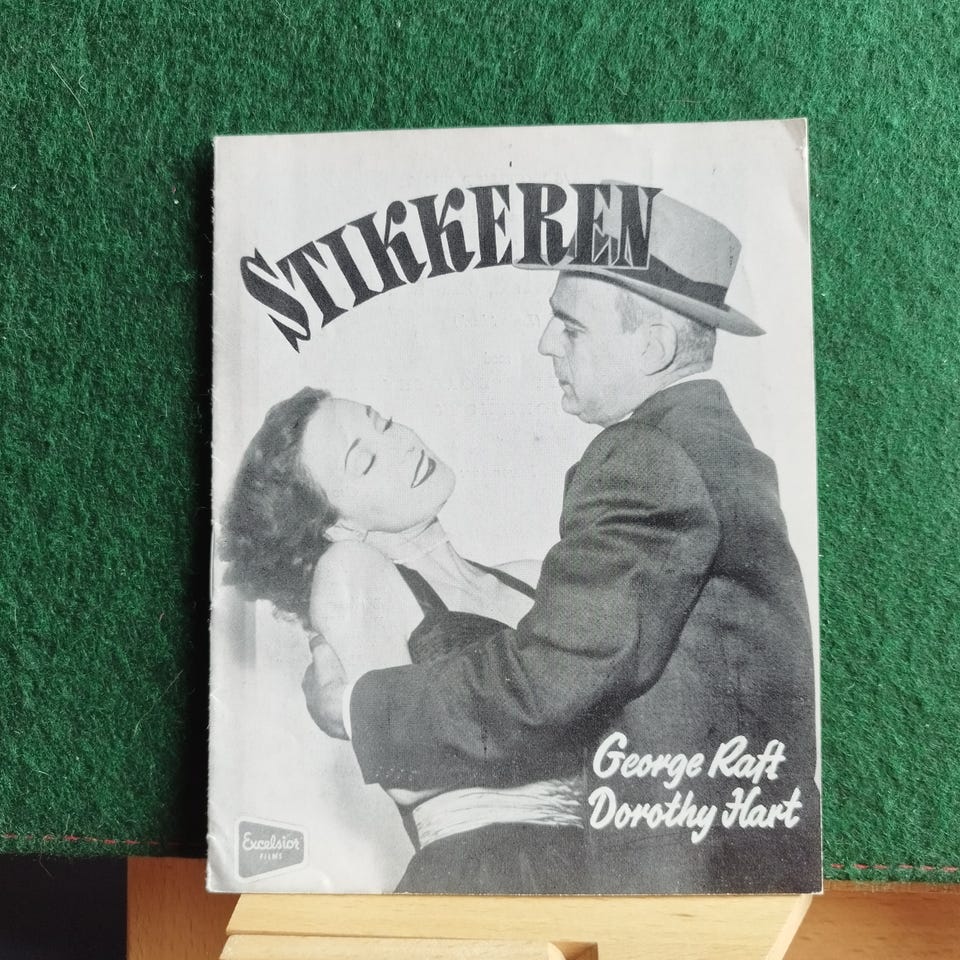 STIKKEREN
George Raft
Dorothy Hart
Excelsior
FILMS